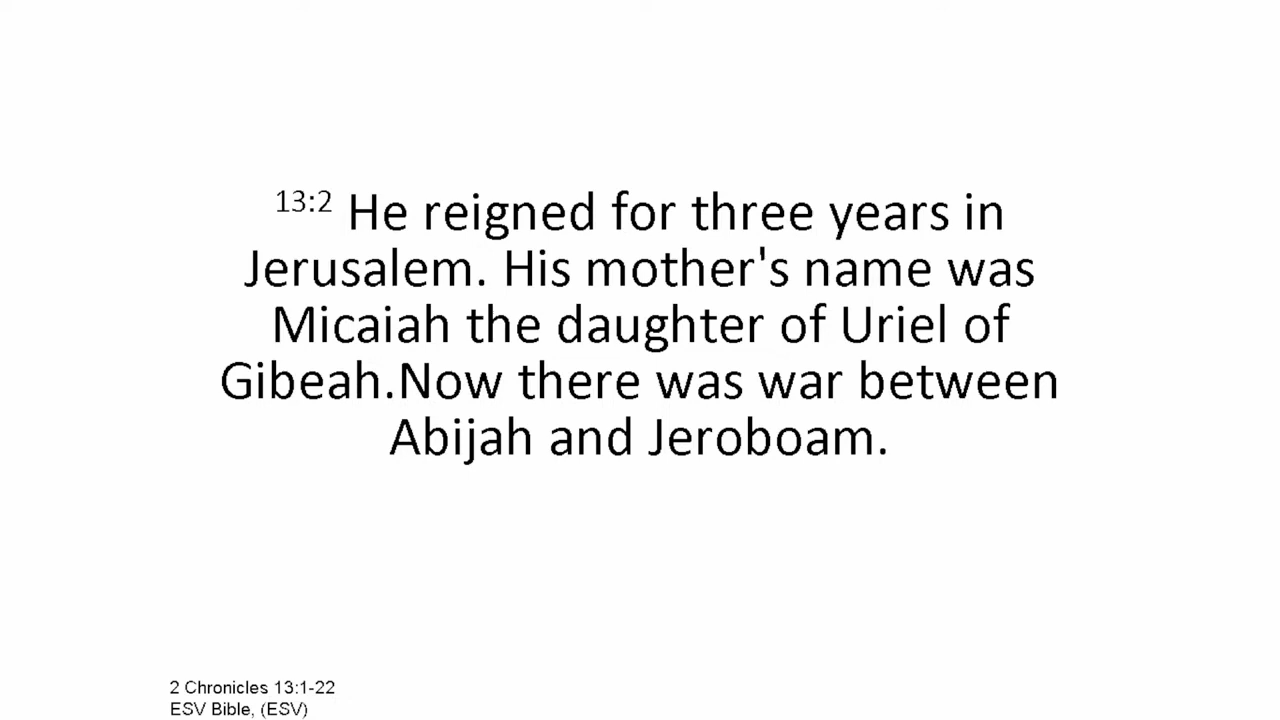 13:2 He reigned for three years in
Jerusalem. His mother's name was
Micaiah the daughter of Uriel of
Gibeah.Now there was war between
Abijah and Jeroboam.
2 Chronicles 13:1-22
ESV Bible, (ESV)